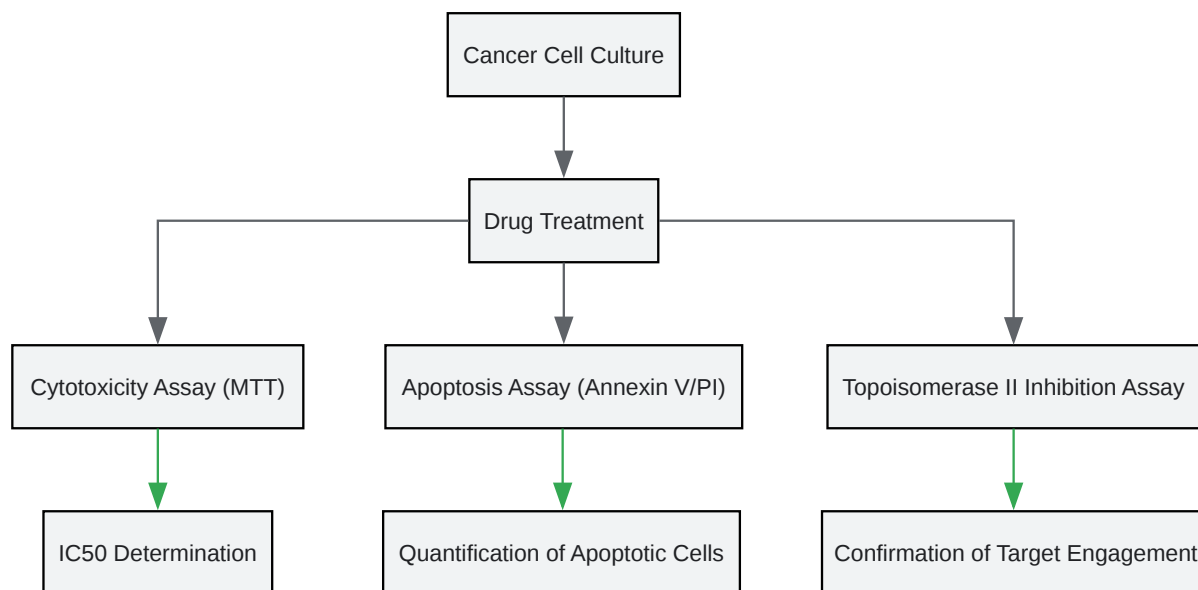 Cancer Cell Culture
Drug Treatment
Cytotoxicity Assay (MTT)
Apoptosis Assay (Annexin V/PI)
Topoisomerase II Inhibition Assay
IC50 Determination
Quantification of Apoptotic Cells
Confirmation of Target Engagement